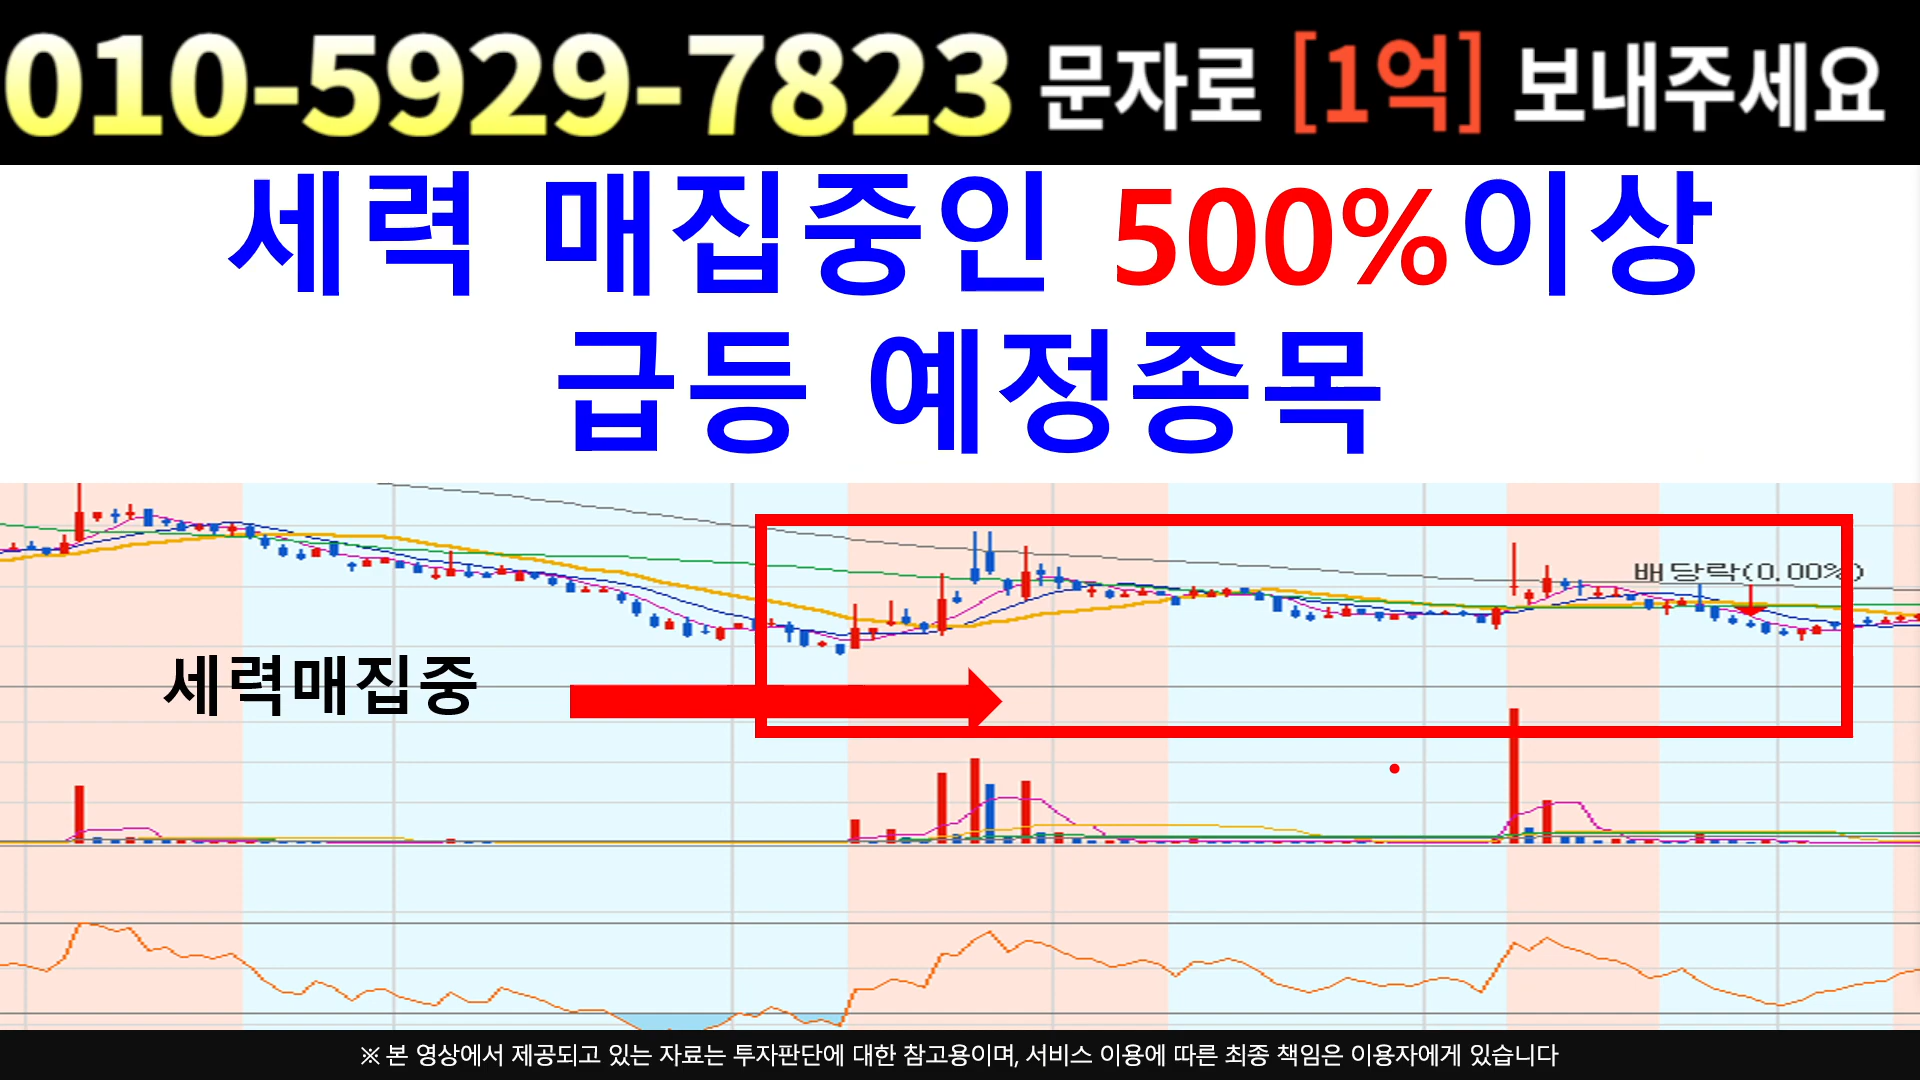 010-5929-7823 문자로 [1억] 보내주세요
세력 매집중인 500%이상
급등 예정종목
배당락(0.00%)
세력매집중
※ 본 영상에서 제공되고 있는 자료는 투자판단에 대한 참고용이며, 서비스 이용에 따른 최종 책임은 이용자에게 있습니다